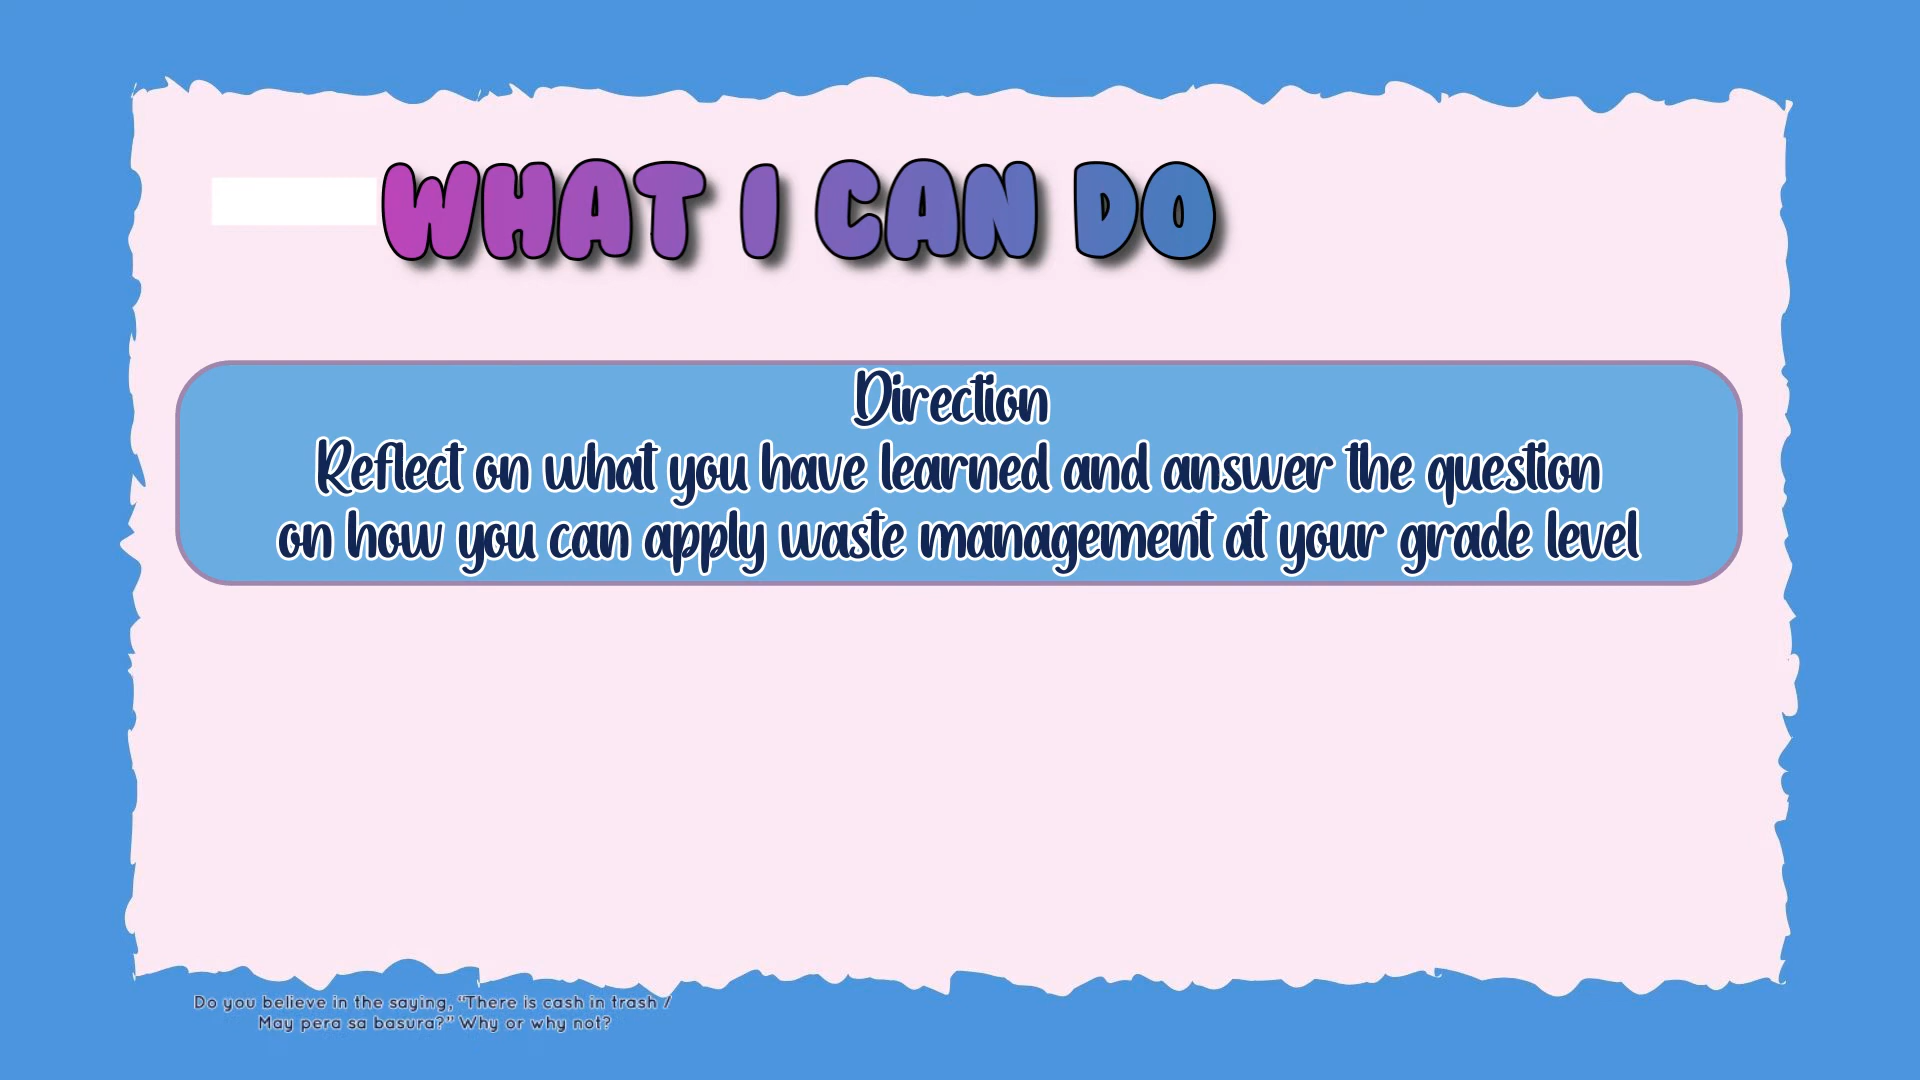 WHAT I CAN DO
Direction
Reflect on what you have learned and answer the question
on how you can apply waste management at your grade level
Do you believe in the saying, "There is cash in trash /
May pera sa basura?" Why or why not?